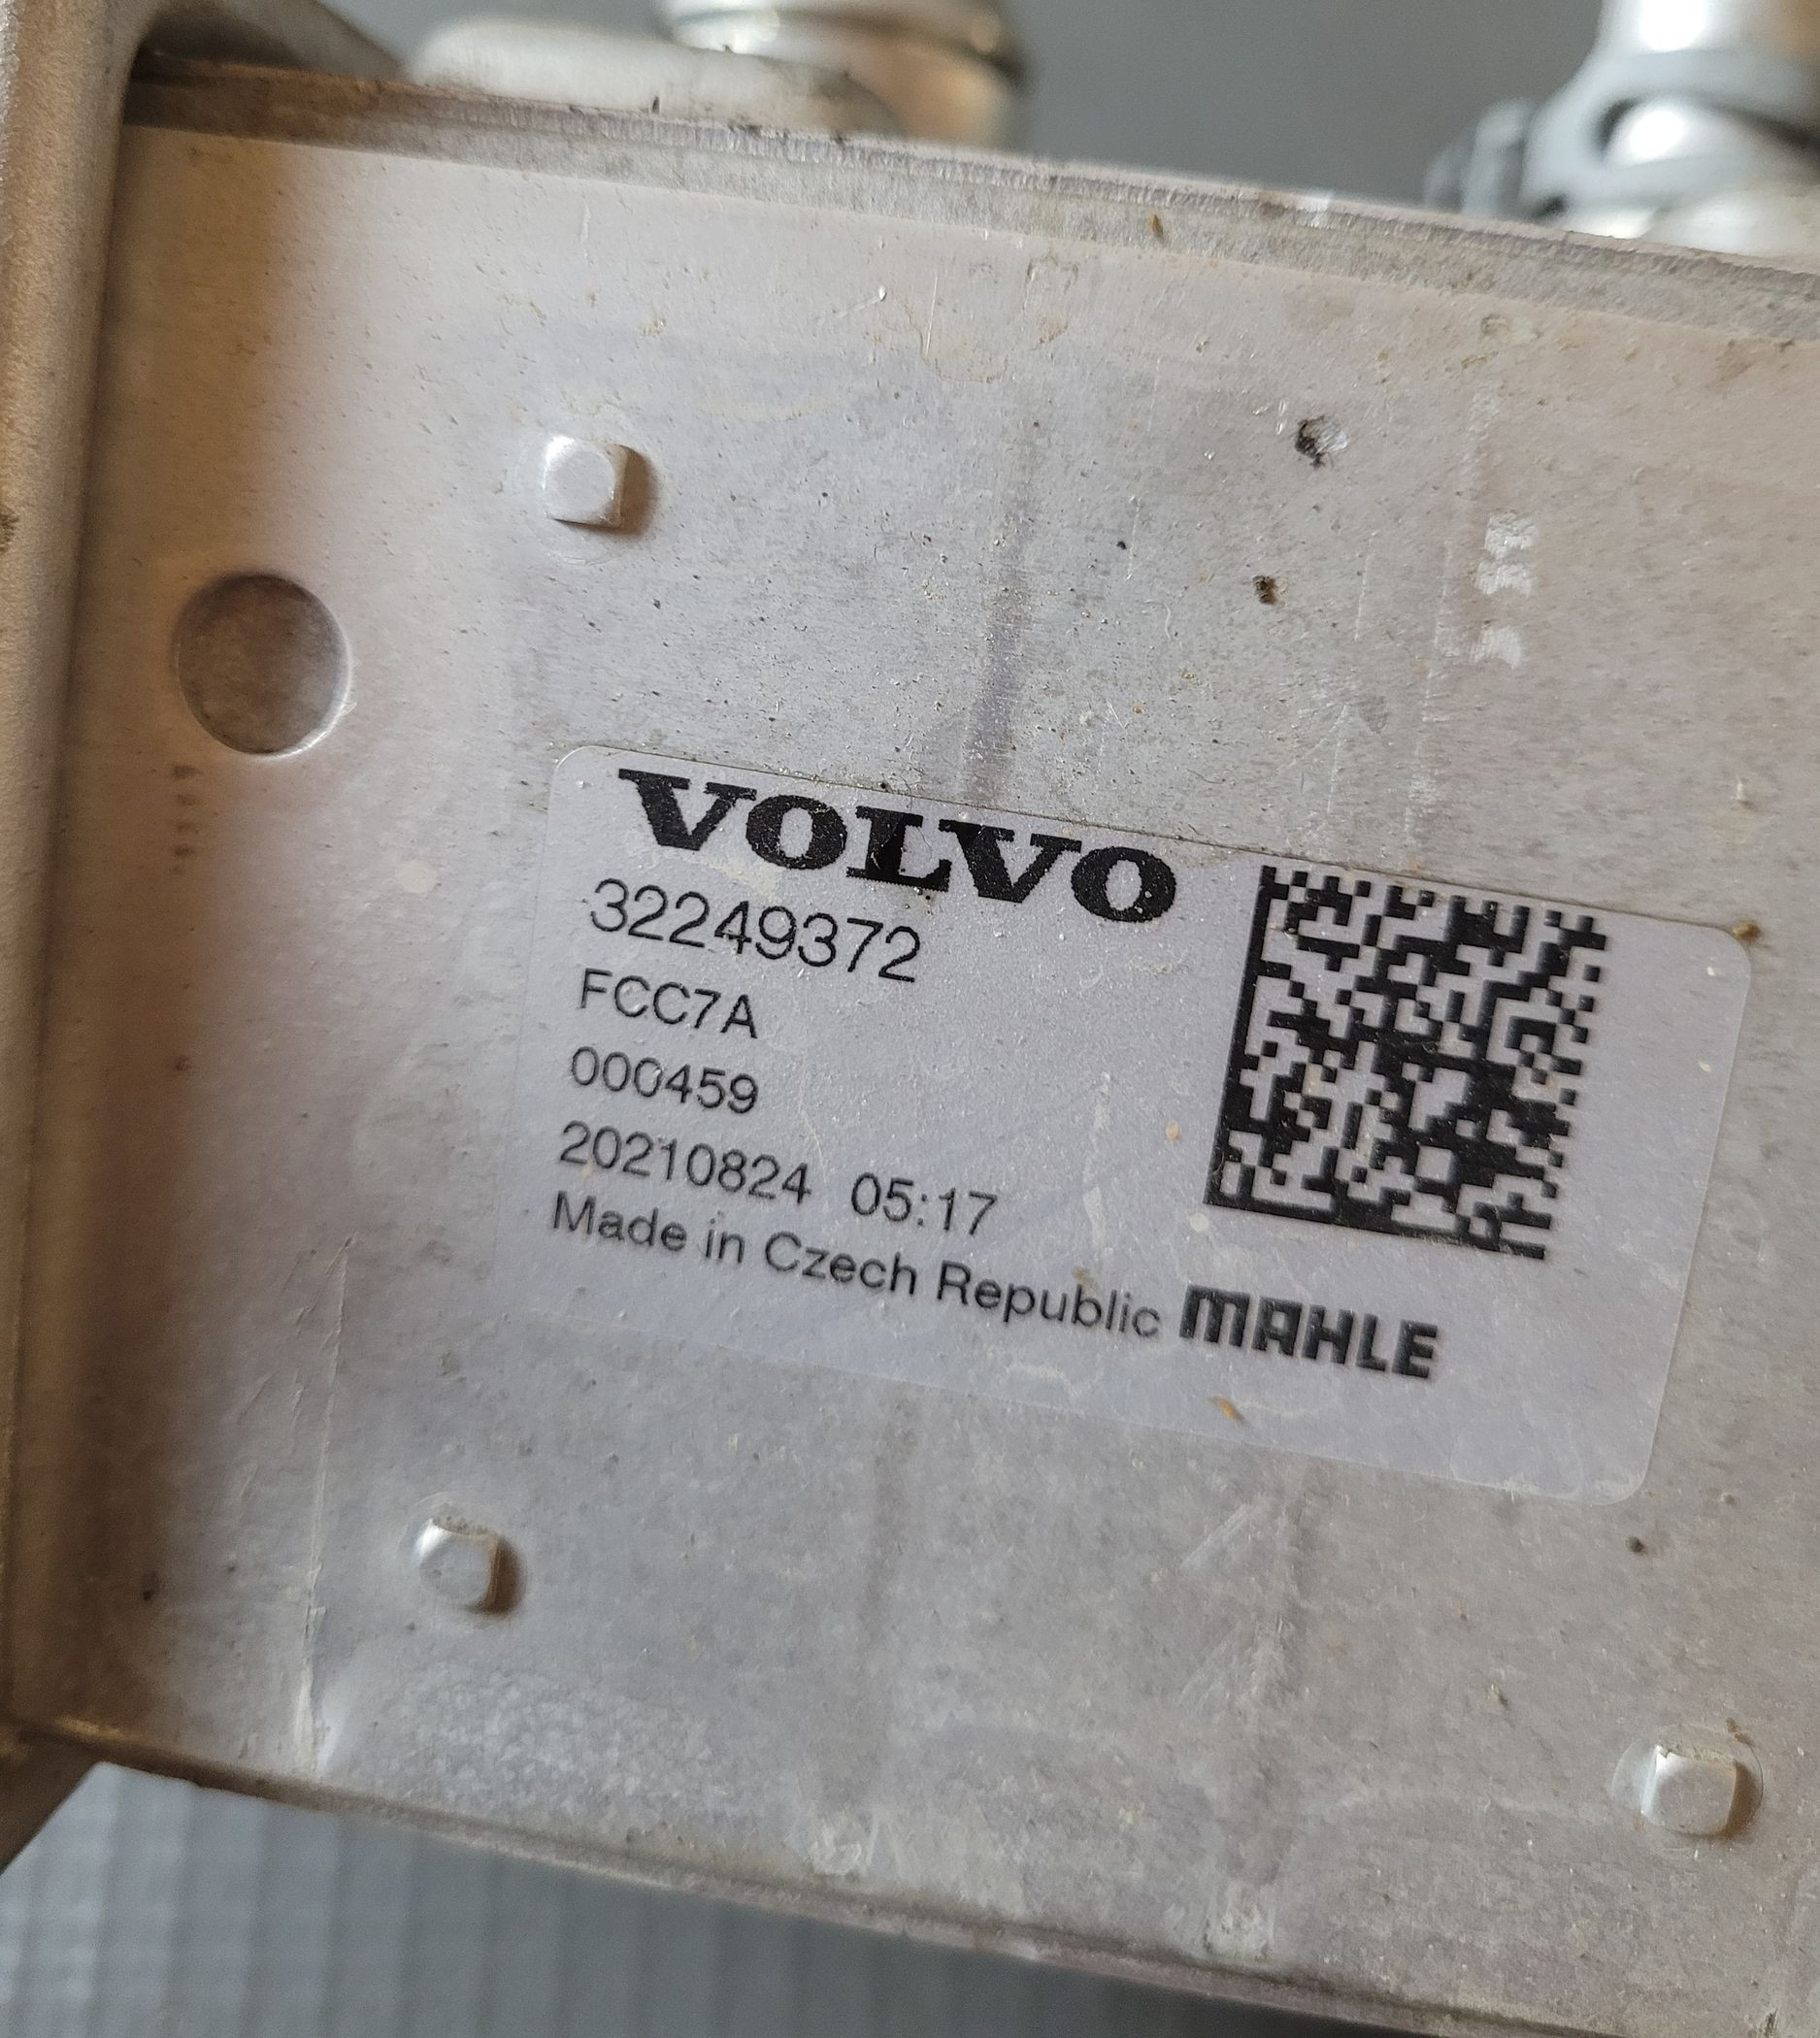 VOLVO
32249372
FCC7A
000459
20210824 05:17
Made in Czech Republic MAHLE